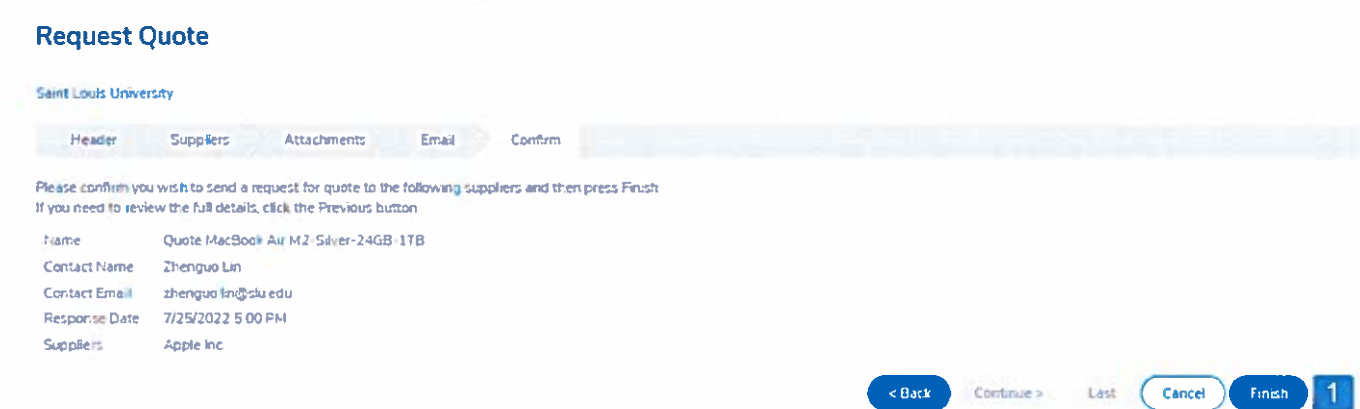 Request Quote
Saint Louis University
Header Suppliers Attachments Email Confirm
Please confirm you wish to send a request for quote to the following suppliers and then press Finish
If you need to review the full details, click the Previous button
Name Quote MacBook Air M2-Silver-24GB-1TB
Contact Name Zhenguo Lin
Contact Email zhenguo.lin@slu.edu
Response Date 7/25/2022 5:00 PM
Suppliers Apple Inc
< Back Continue > Last Cancel Finish 1